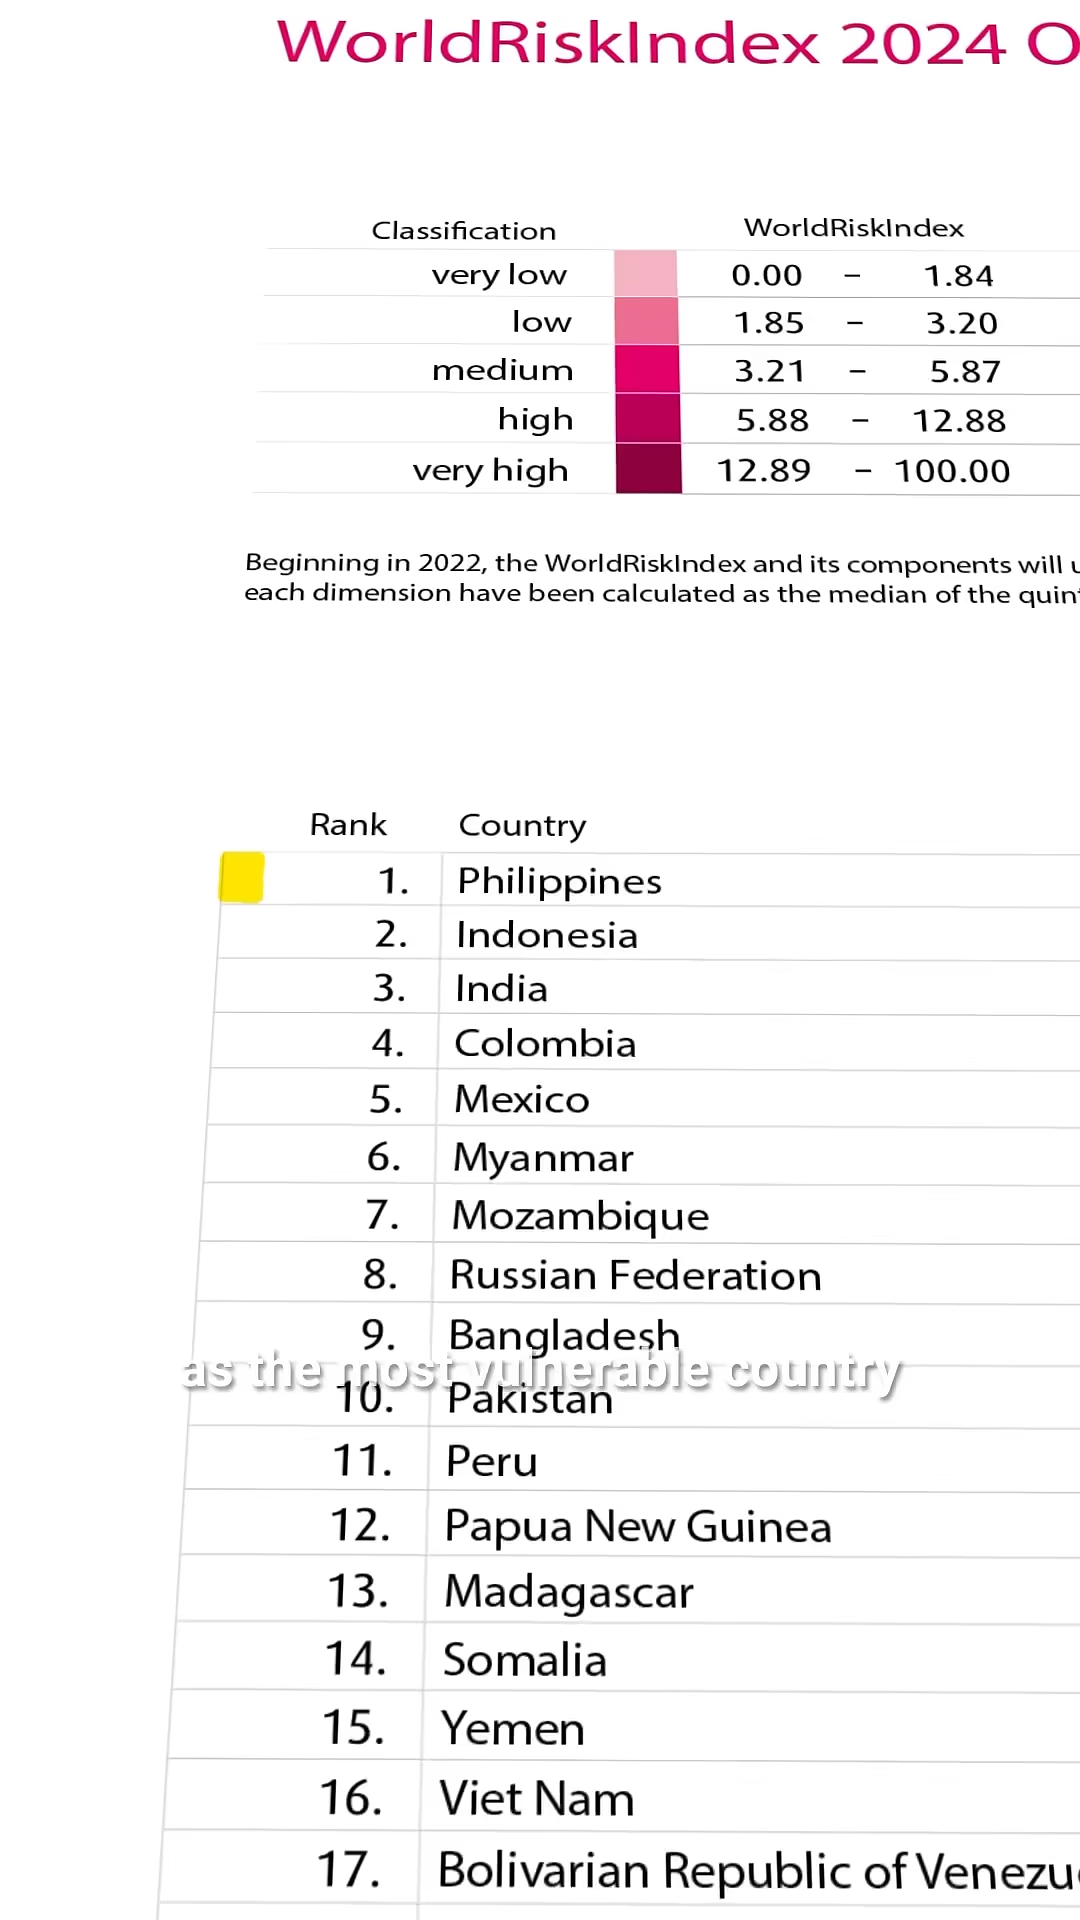 WorldRiskIndex 2024 O
Classification WorldRiskIndex
very low 0.00 – 1.84
low 1.85 – 3.20
medium 3.21 – 5.87
high 5.88 – 12.88
very high 12.89 – 100.00
Beginning in 2022, the WorldRiskIndex and its components will
each dimension have been calculated as the median of the
Rank Country
1. Philippines
2. Indonesia
3. India
4. Colombia
5. Mexico
6. Myanmar
7. Mozambique
8. Russian Federation
9. Bangladesh
as the most vulnerable country
10. Pakistan
11. Peru
12. Papua New Guinea
13. Madagascar
14. Somalia
15. Yemen
16. Viet Nam
17. Bolivarian Republic of